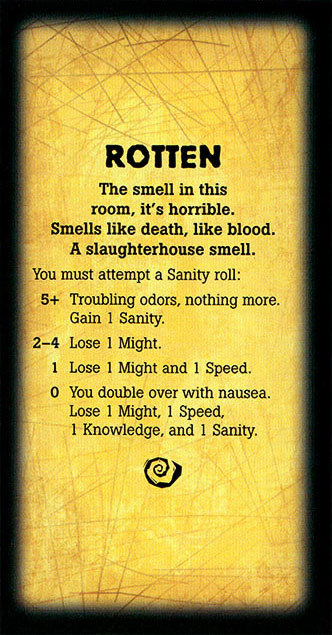 ROTTEN
The smell in this
room, it's horrible.
Smells like death, like blood.
A slaughterhouse smell.
You must attempt a Sanity roll:
5+ Troubling odors, nothing more.
Gain 1 Sanity.
2–4 Lose 1 Might.
1 Lose 1 Might and 1 Speed.
0 You double over with nausea.
Lose 1 Might, 1 Speed,
1 Knowledge, and 1 Sanity.